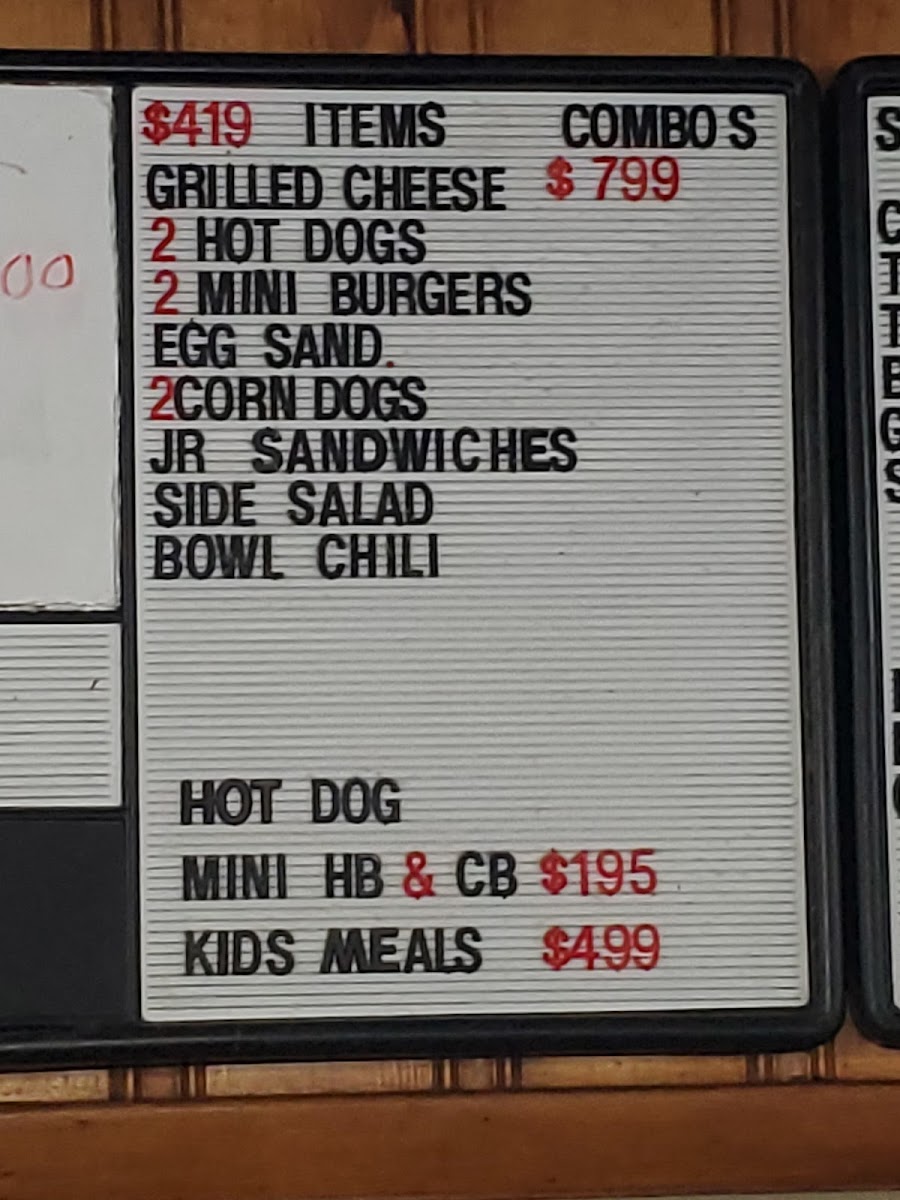 $419 ITEMS COMBO S
GRILLED CHEESE $ 799
2 HOT DOGS
2 MINI BURGERS
EGG SAND.
2CORN DOGS
JR SANDWICHES
SIDE SALAD
BOWL CHILI
HOT DOG
MINI HB & CB $195
KIDS MEALS $499
00